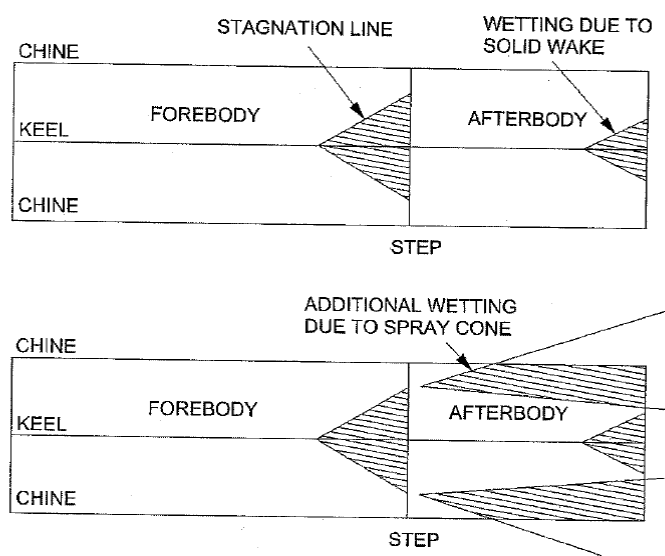 STAGNATION LINE
WETTING DUE TO
SOLID WAKE
CHINE
FOREBODY
AFTERBODY
KEEL
CHINE
STEP
ADDITIONAL WETTING
DUE TO SPRAY CONE
CHINE
FOREBODY
AFTERBODY
KEEL
CHINE
STEP